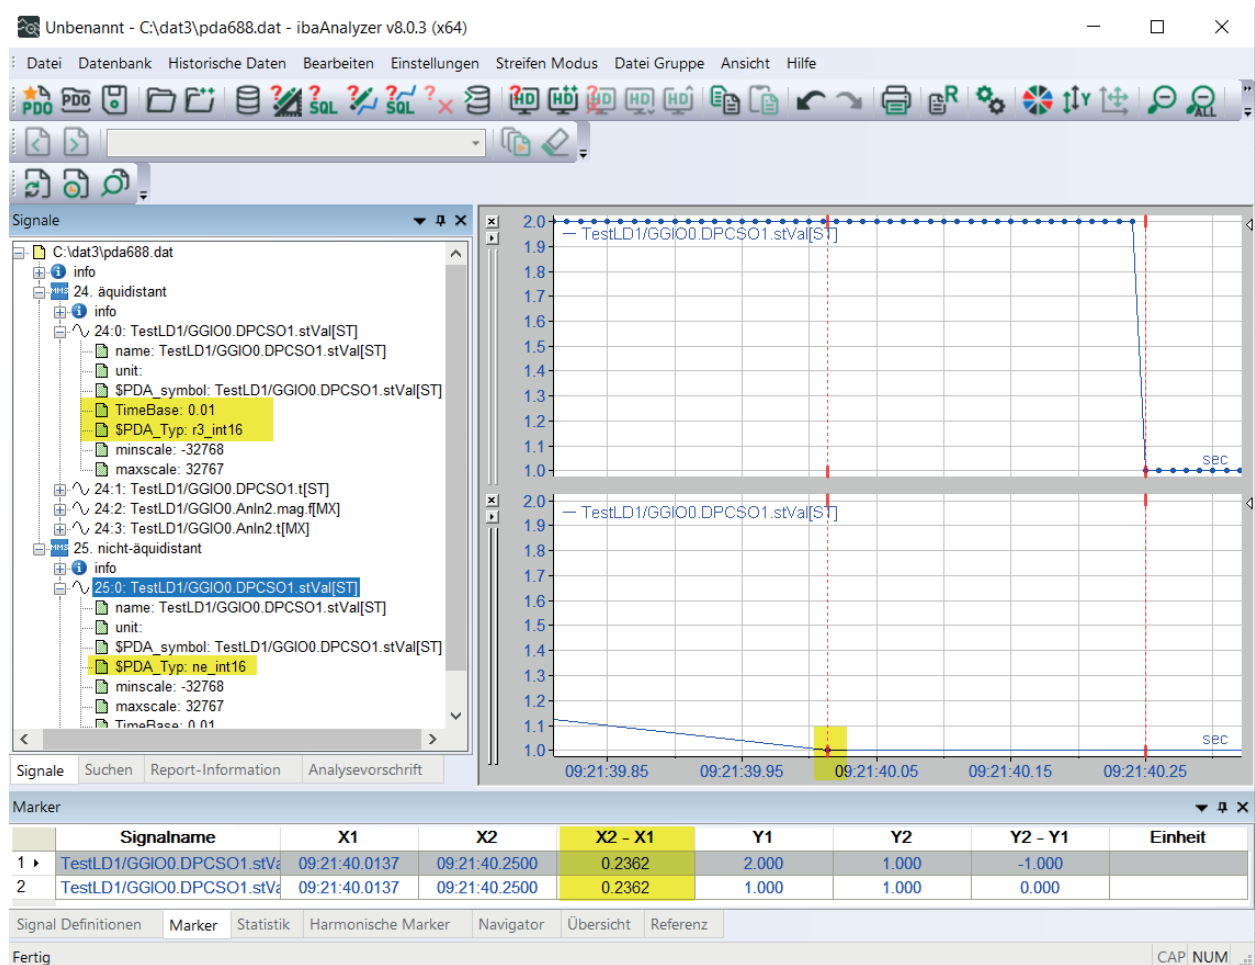 Unbenannt - C:\dat3\pda688.dat - ibaAnalyzer v8.0.3 (x64)
Datei Datenbank Historische Daten Bearbeiten Einstellungen Streifen Modus Datei Gruppe Ansicht Hilfe
PDO PDO SQL SQL HD HD HD HD HD R Y ALL
Signale
C:\dat3\pda688.dat
info
MMS 24. äquidistant
info
24:0: TestLD1/GGIO0.DPCSO1.stVal[ST]
name: TestLD1/GGIO0.DPCSO1.stVal[ST]
unit:
$PDA_symbol: TestLD1/GGIO0.DPCSO1.stVal[ST]
TimeBase: 0.01
$PDA_Typ: r3_int16
minscale: -32768
maxscale: 32767
24:1: TestLD1/GGIO0.DPCSO1.t[ST]
24:2: TestLD1/GGIO0.AnIn2.mag.f[MX]
24:3: TestLD1/GGIO0.AnIn2.t[MX]
MMS 25. nicht-äquidistant
info
25:0: TestLD1/GGIO0.DPCSO1.stVal[ST]
name: TestLD1/GGIO0.DPCSO1.stVal[ST]
unit:
$PDA_symbol: TestLD1/GGIO0.DPCSO1.stVal[ST]
$PDA_Typ: ne_int16
minscale: -32768
maxscale: 32767
TimeBase: 0.01
Signale Suchen Report-Information Analysevorschrift
2.0
TestLD1/GGIO0.DPCSO1.stVal[ST]
1.9
1.8
1.7
1.6
1.5
1.4
1.3
1.2
1.1
sec
1.0
2.0
TestLD1/GGIO0.DPCSO1.stVal[ST]
1.9
1.8
1.7
1.6
1.5
1.4
1.3
1.2
1.1
sec
1.0
09:21:39.85 09:21:39.95 09:21:40.05 09:21:40.15 09:21:40.25
Marker
Signalname X1 X2 X2 - X1 Y1 Y2 Y2 - Y1 Einheit
1 TestLD1/GGIO0.DPCSO1.stVa 09:21:40.0137 09:21:40.2500 0.2362 2.000 1.000 -1.000
2 TestLD1/GGIO0.DPCSO1.stVa 09:21:40.0137 09:21:40.2500 0.2362 1.000 1.000 0.000
Signal Definitionen Marker Statistik Harmonische Marker Navigator Übersicht Referenz
Fertig CAP NUM